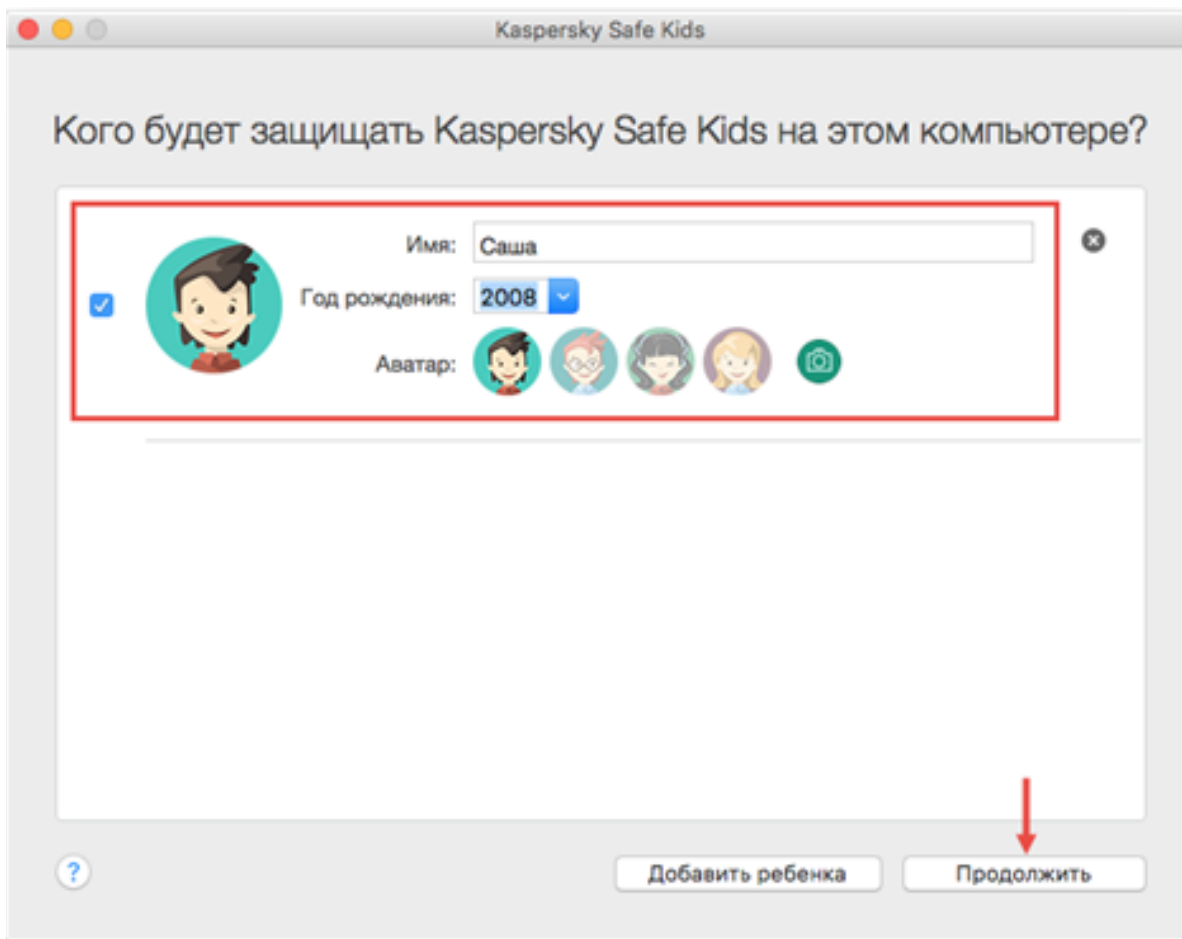 Kaspersky Safe Kids
Кого будет защищать Kaspersky Safe Kids на этом компьютере?
Имя: Саша
Год рождения: 2008
Аватар:
? Добавить ребенка Продолжить